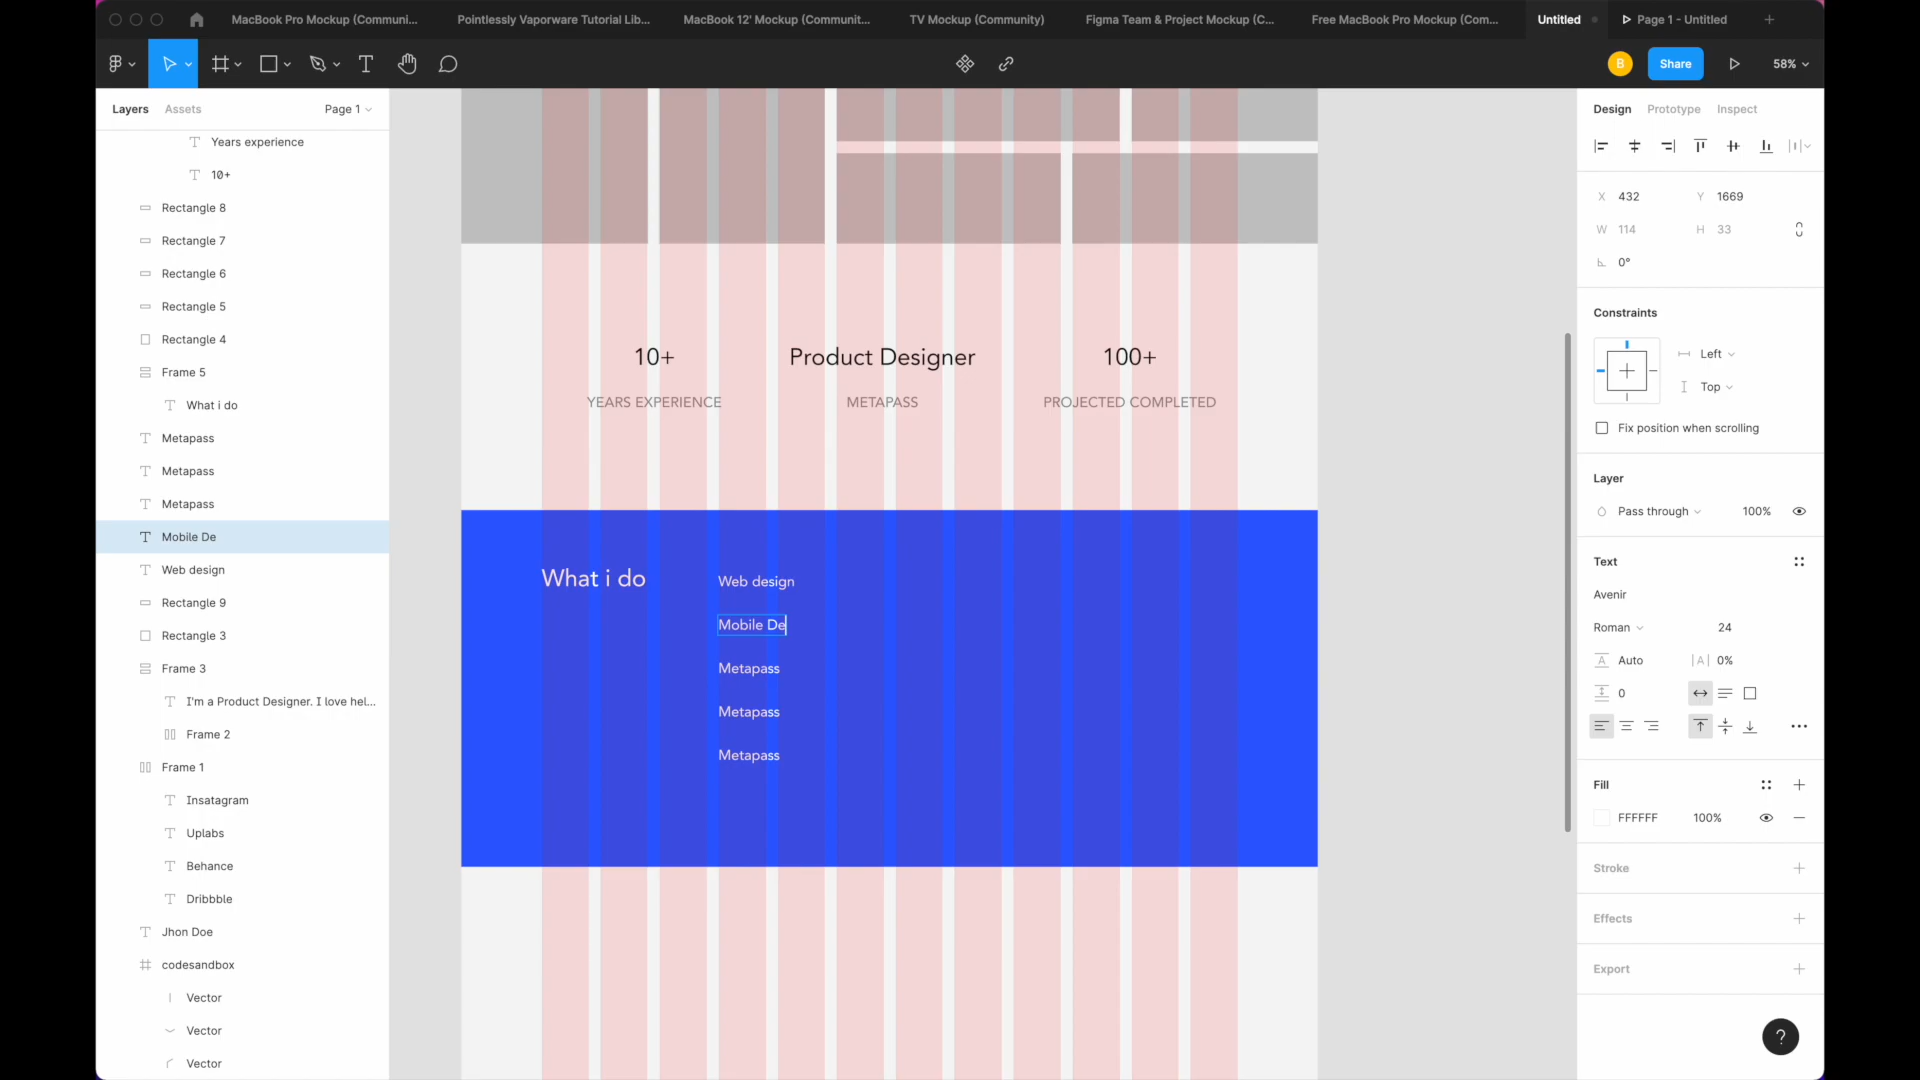 MacBook Pro Mockup (Communi...
Pointlessly Vaporware Tutorial Lib...
MacBook 12' Mockup (Communit...
TV Mockup (Community)
Figma Team & Project Mockup (C...
Free MacBook Pro Mockup (Com...
Untitled
Page 1 - Untitled
B
Share
58%
Layers
Assets
Page 1
Years experience
10+
Rectangle 8
Rectangle 7
Rectangle 6
Rectangle 5
Rectangle 4
Frame 5
What i do
Metapass
Metapass
Metapass
Mobile De
Web design
Rectangle 9
Rectangle 3
Frame 3
I'm a Product Designer. I love hel...
Frame 2
Frame 1
Insatagram
Uplabs
Behance
Dribbble
Jhon Doe
codesandbox
Vector
Vector
Vector
10+
Product Designer
100+
YEARS EXPERIENCE
METAPASS
PROJECTED COMPLETED
What i do
Web design
Mobile De
Metapass
Metapass
Metapass
Design
Prototype
Inspect
X 432
Y 1669
W 114
H 33
0°
Constraints
Left
Top
Fix position when scrolling
Layer
Pass through
100%
Text
Avenir
Roman
24
A Auto
|A| 0%
0
Fill
FFFFFF
100%
Stroke
Effects
Export
?